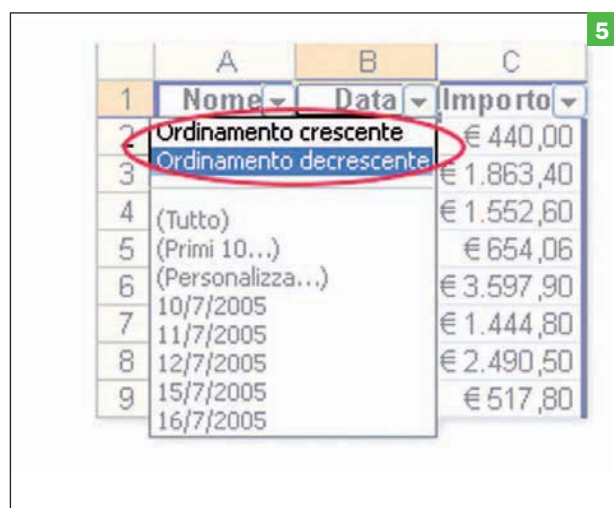 5
A B C
1 Nome Data Importo
2 Ordinamento crescente € 440,00
3 Ordinamento decrescente € 1.863,40
4 (Tutto) € 1.552,60
5 (Primi 10...) € 654,06
6 (Personalizza...) € 3.597,90
10/7/2005
7 11/7/2005 € 1.444,80
8 12/7/2005 € 2.490,50
9 15/7/2005 € 517,80
16/7/2005